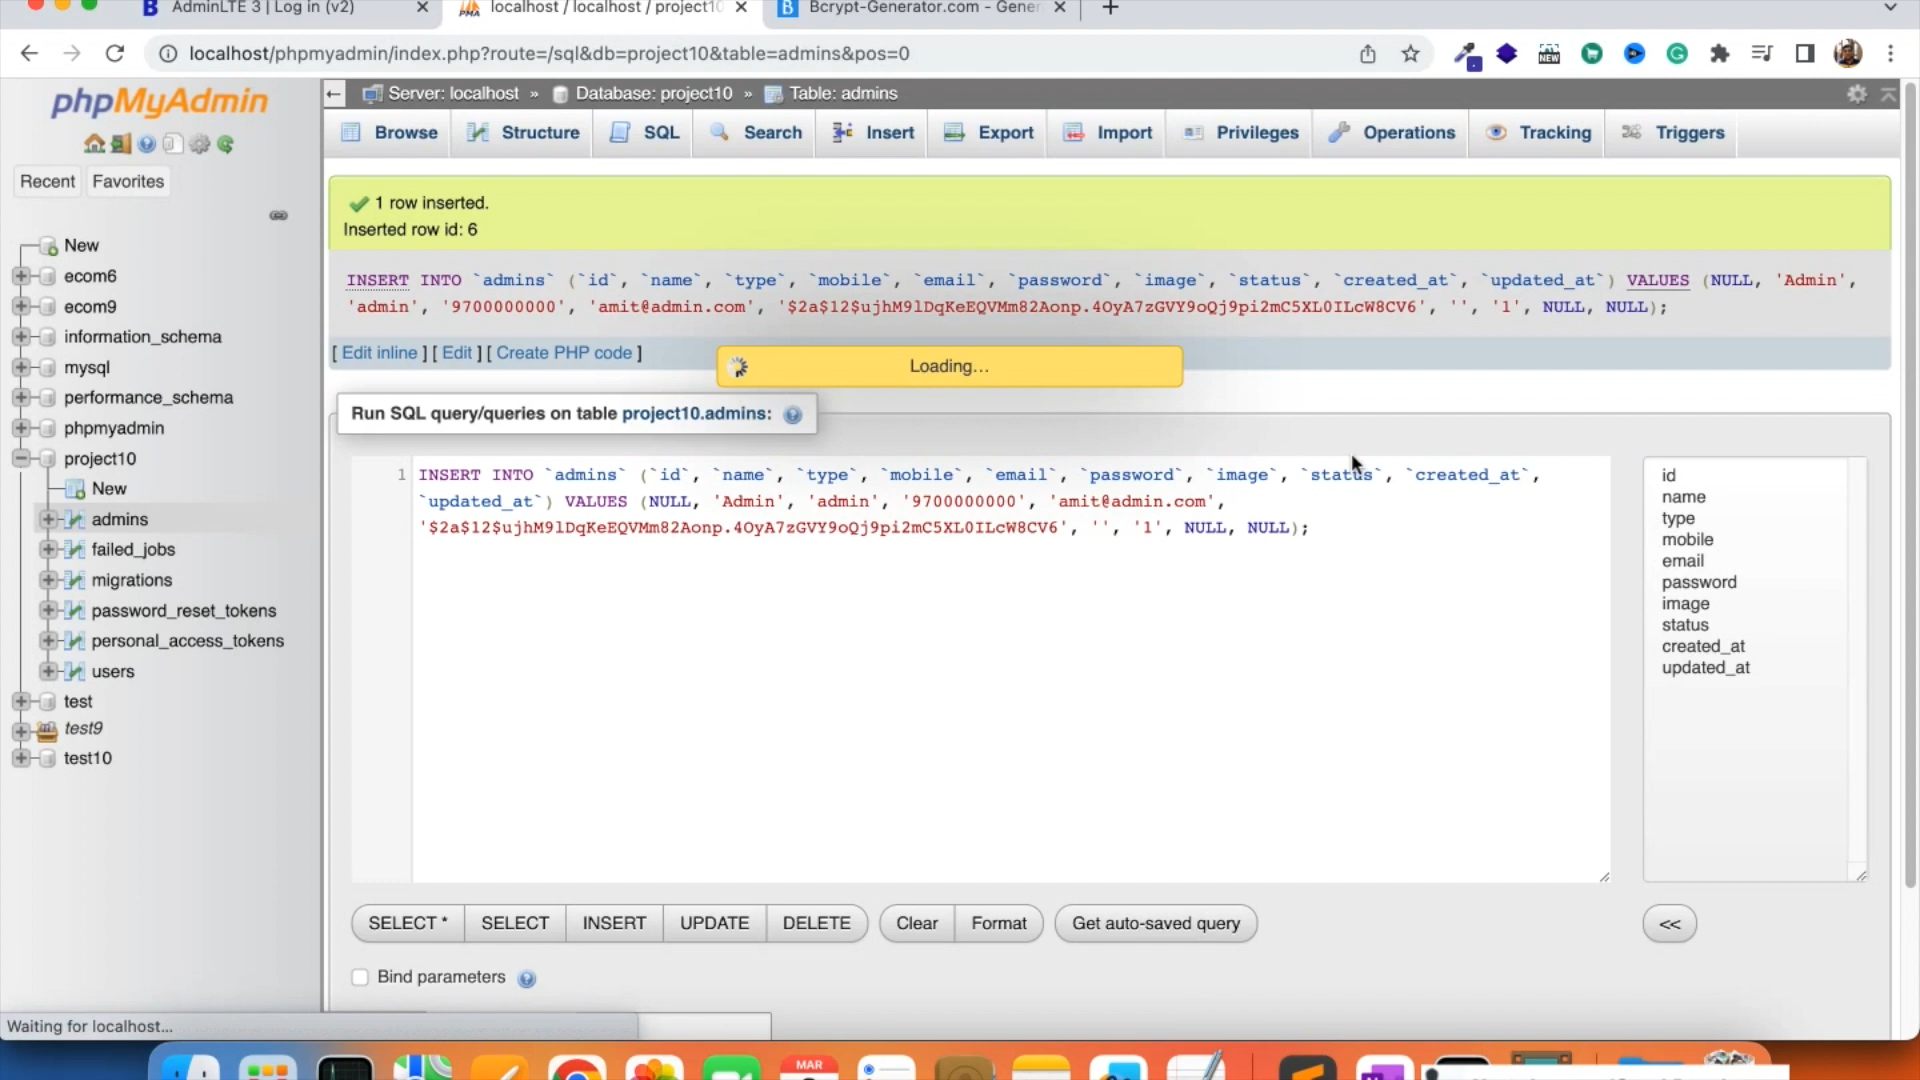 AdminLTE 3 | Log in (v2)
localhost / localhost / project10
Bcrypt-Generator.com - Gener
localhost/phpmyadmin/index.php?route=/sql&db=project10&table=admins&pos=0
NEW
phpMyAdmin
Recent
Favorites
New
ecom6
ecom9
information_schema
mysql
performance_schema
phpmyadmin
project10
New
admins
failed_jobs
migrations
password_reset_tokens
personal_access_tokens
users
test
test9
test10
Server: localhost » Database: project10 » Table: admins
Browse Structure SQL Search Insert Export Import Privileges Operations Tracking Triggers
1 row inserted.
Inserted row id: 6
INSERT INTO `admins` (`id`, `name`, `type`, `mobile`, `email`, `password`, `image`, `status`, `created_at`, `updated_at`) VALUES (NULL, 'Admin',
'admin', '9700000000', 'amit@admin.com', '$2a$12$ujhM9lDqKeEQVMm82Aonp.4OyA7zGVY9oQj9pi2mC5XL0ILcW8CV6', '', '1', NULL, NULL);
[ Edit inline ] [ Edit ] [ Create PHP code ]
Loading…
Run SQL query/queries on table project10.admins:
1 INSERT INTO `admins` (`id`, `name`, `type`, `mobile`, `email`, `password`, `image`, `status`, `created_at`,
`updated_at`) VALUES (NULL, 'Admin', 'admin', '9700000000', 'amit@admin.com',
'$2a$12$ujhM9lDqKeEQVMm82Aonp.4OyA7zGVY9oQj9pi2mC5XL0ILcW8CV6', '', '1', NULL, NULL);
id
name
type
mobile
email
password
image
status
created_at
updated_at
SELECT * SELECT INSERT UPDATE DELETE Clear Format Get auto-saved query <<
Bind parameters
Waiting for localhost...
MAR